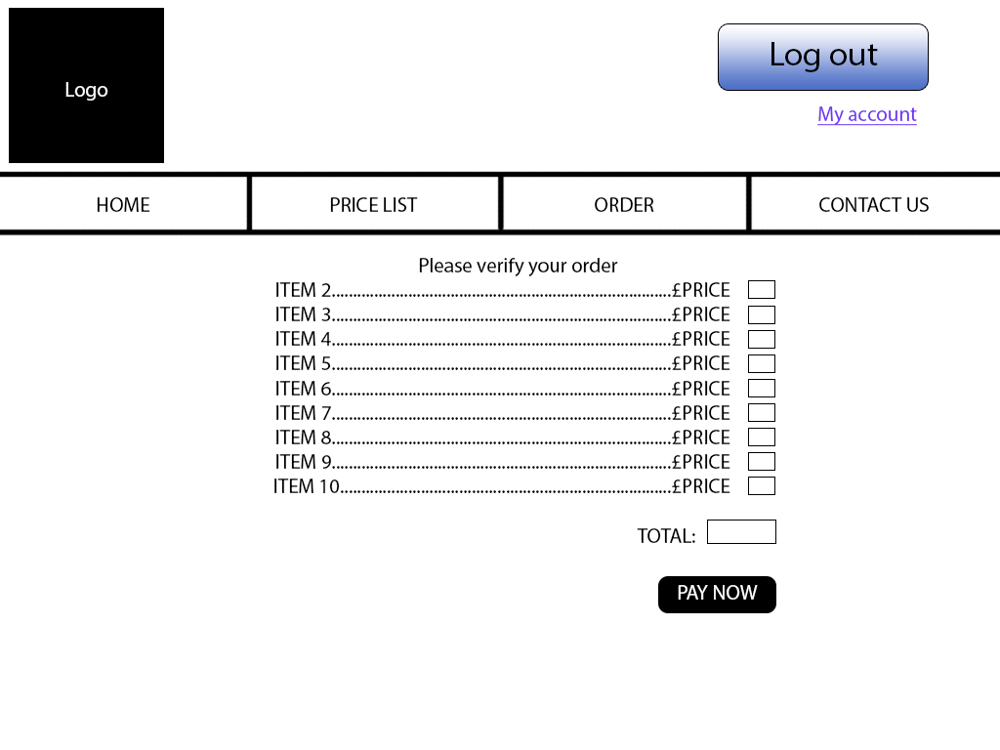 Logo
Log out
My account
HOME PRICE LIST ORDER CONTACT US
Please verify your order
ITEM 2..............................................................................£PRICE
ITEM 3..............................................................................£PRICE
ITEM 4..............................................................................£PRICE
ITEM 5..............................................................................£PRICE
ITEM 6..............................................................................£PRICE
ITEM 7..............................................................................£PRICE
ITEM 8..............................................................................£PRICE
ITEM 9..............................................................................£PRICE
ITEM 10............................................................................£PRICE
TOTAL:
PAY NOW